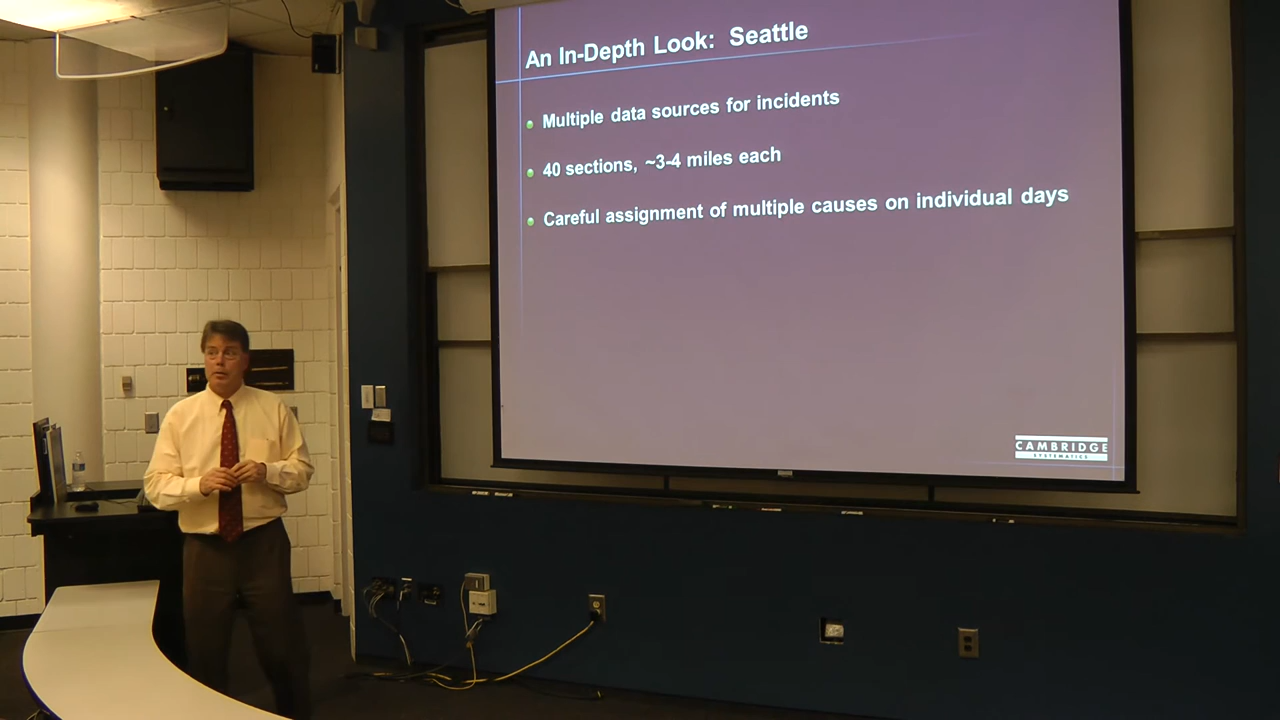 An In-Depth Look: Seattle
Multiple data sources for incidents
40 sections, ~3-4 miles each
Careful assignment of multiple causes on individual days
CAMBRIDGE
SYSTEMATICS